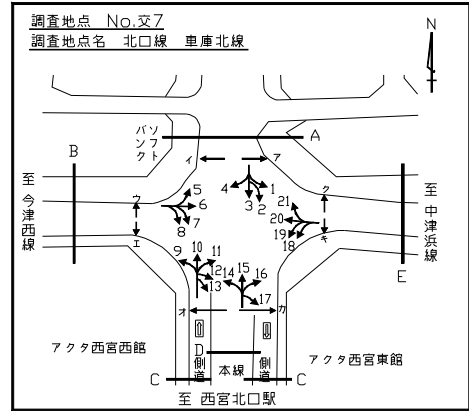 調査地点 No.交7
調査地点名 北口線 車庫北線
N
ソフト
バンク
A
B
イ
ア
至 今津西線
ウ
エ
5
6
7
8
4
3
2
1
21
20
19
18
ク
キ
至 中津浜線
E
9
10
11
12
13
14
15
16
17
オ
カ
アクタ西宮西館
アクタ西宮東館
D
側道
本線
側道
C
C
至 西宮北口駅